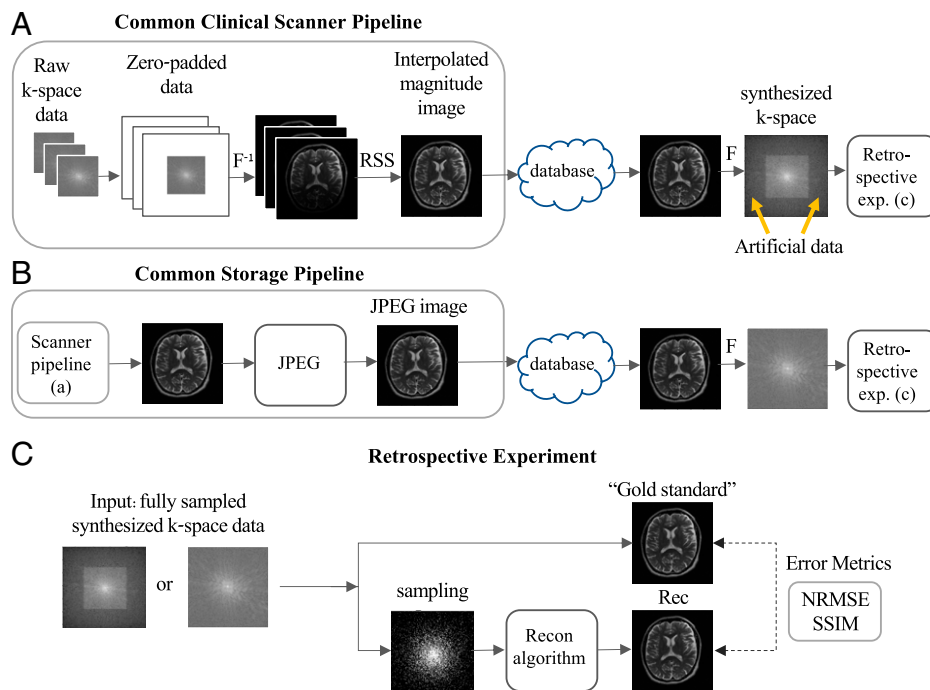 A
Common Clinical Scanner Pipeline
Raw
k-space
data
Zero-padded
data
F⁻¹
RSS
Interpolated
magnitude
image
database
F
synthesized
k-space
Artificial data
Retro-
spective
exp. (c)
B
Common Storage Pipeline
Scanner
pipeline
(a)
JPEG
JPEG image
database
F
Retro-
spective
exp. (c)
C
Retrospective Experiment
Input: fully sampled
synthesized k-space data
or
sampling
Recon
algorithm
“Gold standard”
Rec
Error Metrics
NRMSE
SSIM